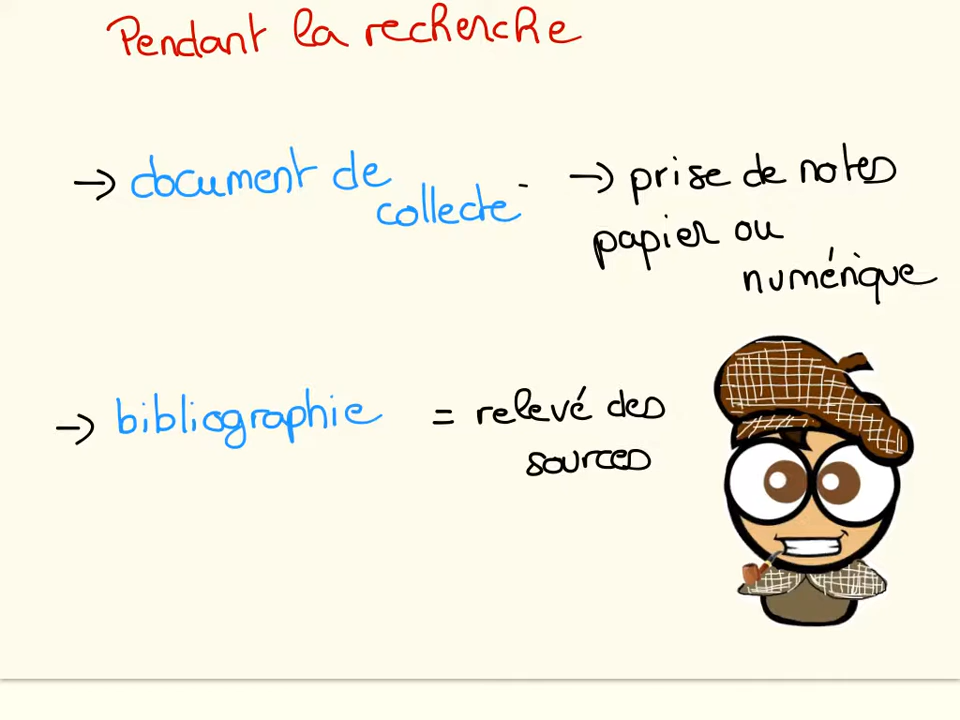 Pendant la recherche
→ document de
collecte
→ prise de notes
papier ou
numérique
→ bibliographie
= relevé des
sources